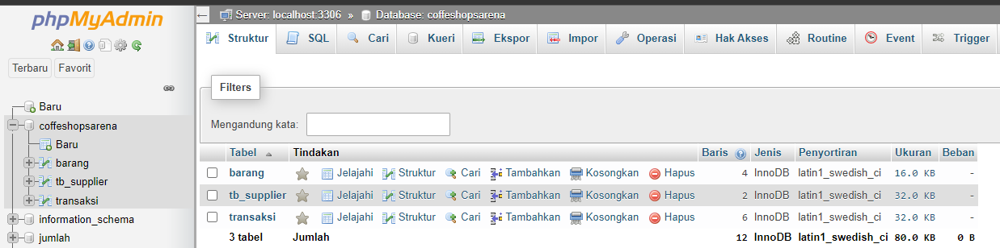 phpMyAdmin
Terbaru Favorit
Baru
coffeshopsarena
Baru
barang
tb_supplier
transaksi
information_schema
jumlah
Server: localhost:3306 » Database: coffeshopsarena
Struktur SQL Cari Kueri Ekspor Impor Operasi Hak Akses Routine Event Trigger
Filters
Mengandung kata:
Tabel Tindakan Baris Jenis Penyortiran Ukuran Beban
barang Jelajahi Struktur Cari Tambahkan Kosongkan Hapus 4 InnoDB latin1_swedish_ci 16.0 KB -
tb_supplier Jelajahi Struktur Cari Tambahkan Kosongkan Hapus 2 InnoDB latin1_swedish_ci 32.0 KB -
transaksi Jelajahi Struktur Cari Tambahkan Kosongkan Hapus 6 InnoDB latin1_swedish_ci 32.0 KB -
3 tabel Jumlah 12 InnoDB latin1_swedish_ci 80.0 KB 0 B